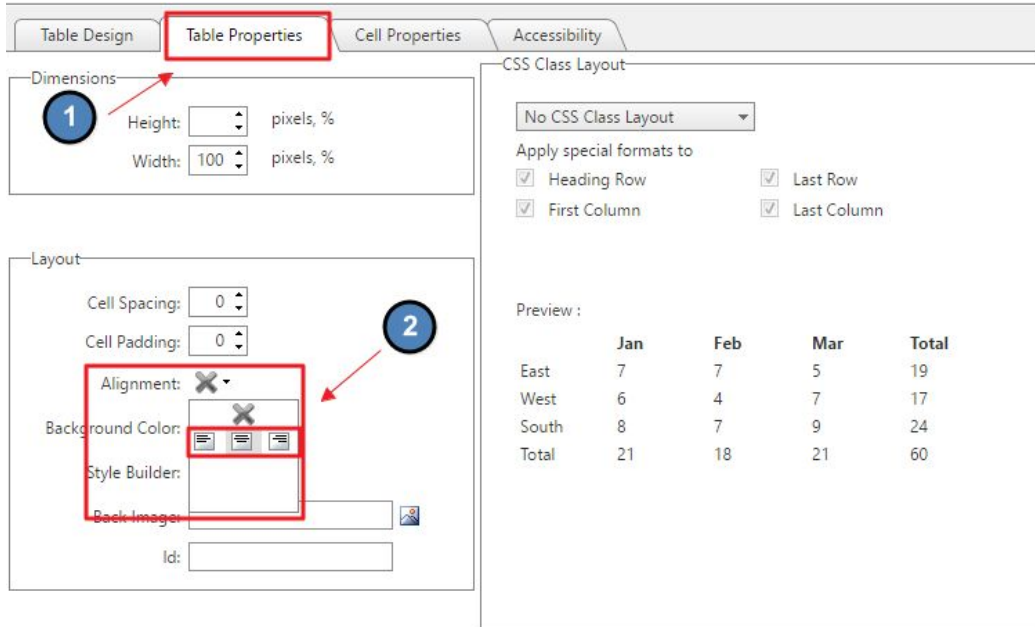 Table Design Table Properties Cell Properties Accessibility
Dimensions
1
Height: pixels, %
Width: 100 pixels, %
Layout
Cell Spacing: 0
2
Cell Padding: 0
Alignment:
Background Color:
Style Builder:
Back Image:
Id:
CSS Class Layout
No CSS Class Layout
Apply special formats to
Heading Row Last Row
First Column Last Column
Preview :
Jan Feb Mar Total
East 7 7 5 19
West 6 4 7 17
South 8 7 9 24
Total 21 18 21 60